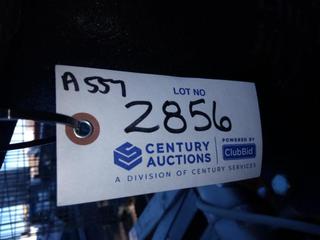 A557
LOT NO
2856
CENTURY AUCTIONS
POWERED BY
ClubBid
A DIVISION OF CENTURY SERVICES